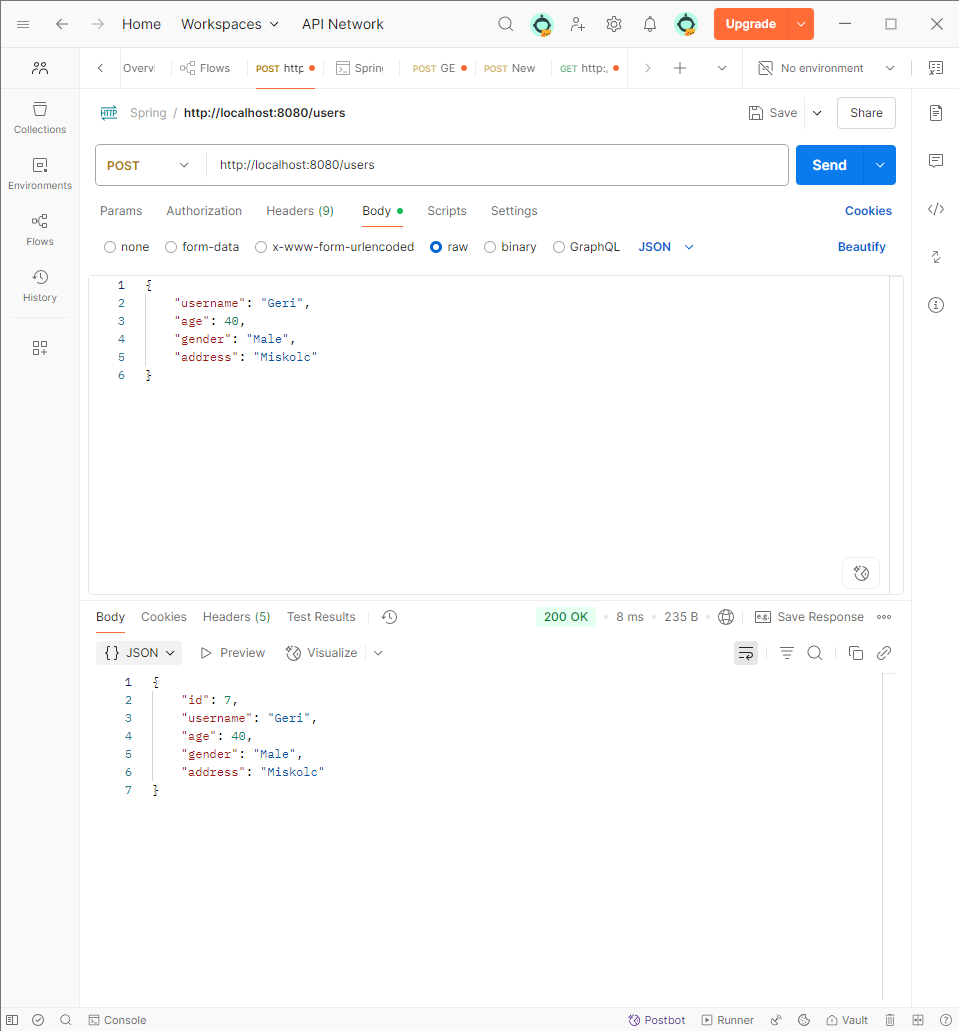 Home Workspaces API Network Upgrade
Overvi Flows POST http Spring POST GE POST New GET http:, No environment
Spring / http://localhost:8080/users Save Share
Collections
Environments
Flows
History
POST http://localhost:8080/users Send
Params Authorization Headers (9) Body Scripts Settings Cookies
none form-data x-www-form-urlencoded raw binary GraphQL JSON Beautify
1 {
2 "username": "Geri",
3 "age": 40,
4 "gender": "Male",
5 "address": "Miskolc"
6 }
Body Cookies Headers (5) Test Results 200 OK 8 ms 235 B e.g. Save Response
{} JSON Preview Visualize
1 {
2 "id": 7,
3 "username": "Geri",
4 "age": 40,
5 "gender": "Male",
6 "address": "Miskolc"
7 }
Console Postbot Runner Vault